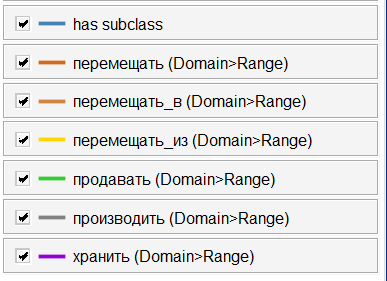 has subclass
перемещать (Domain>Range)
перемещать_в (Domain>Range)
перемещать_из (Domain>Range)
продавать (Domain>Range)
производить (Domain>Range)
хранить (Domain>Range)